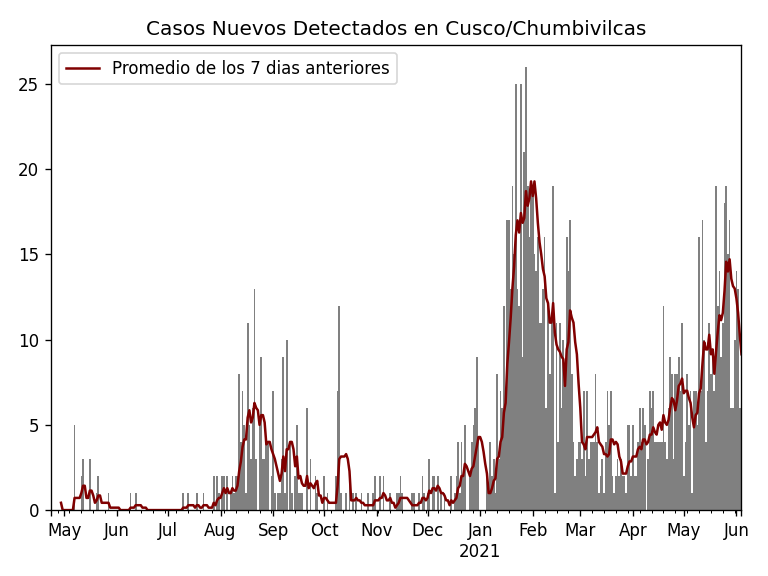 Casos Nuevos Detectados en Cusco/Chumbivilcas
Promedio de los 7 dias anteriores
25
20
15
10
5
0
May Jun Jul Aug Sep Oct Nov Dec Jan Feb Mar Apr May Jun
2021